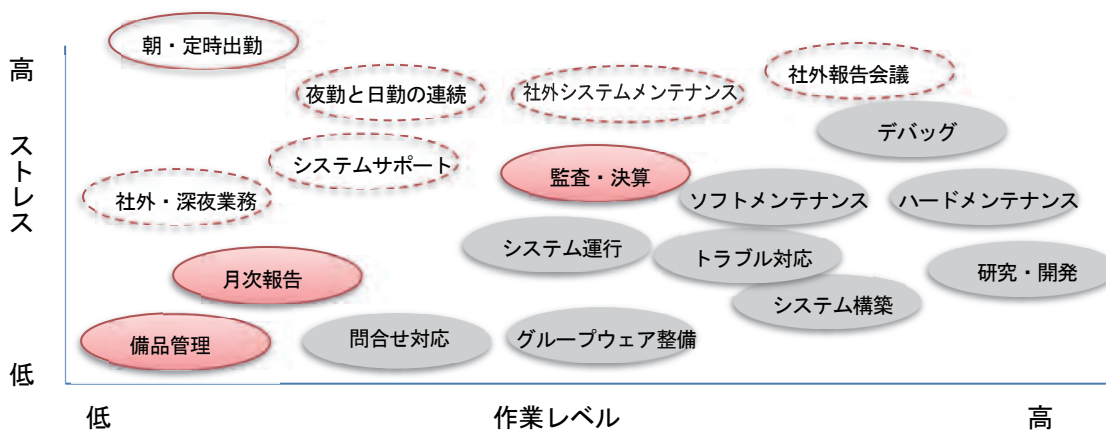 朝・定時出勤
高
社外報告会議
夜勤と日勤の連続
社外システムメンテナンス
デバッグ
ストレス
システムサポート
監査・決算
社外・深夜業務
ソフトメンテナンス
ハードメンテナンス
システム運行
トラブル対応
月次報告
研究・開発
システム構築
備品管理
問合せ対応
グループウェア整備
低
低
作業レベル
高